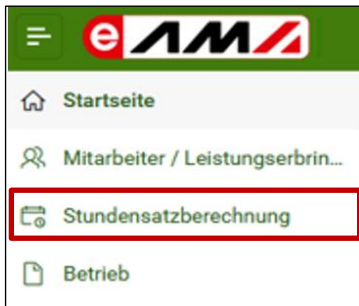 eAMA
Startseite
Mitarbeiter / Leistungserbrin...
Stundensatzberechnung
Betrieb